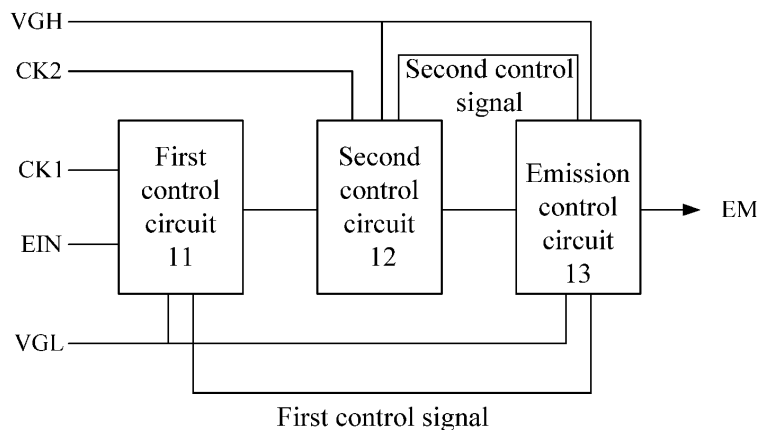 VGH
CK2
Second control
signal
CK1
EIN
First
control
circuit
11
Second
control
circuit
12
Emission
control
circuit
13
EM
VGL
First control signal